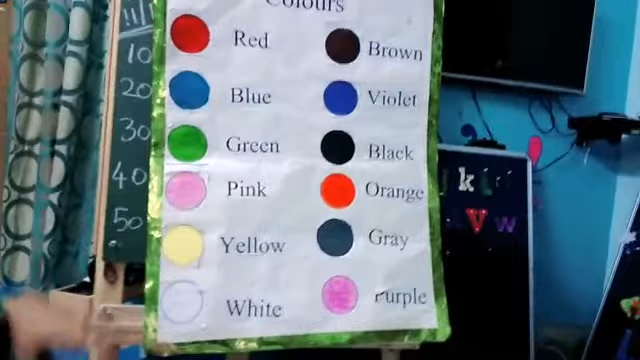 Colours
Red
Blue
Green
Pink
Yellow
White
Brown
Violet
Black
Orange
Gray
Purple
10
20
30
40
50
k
V w